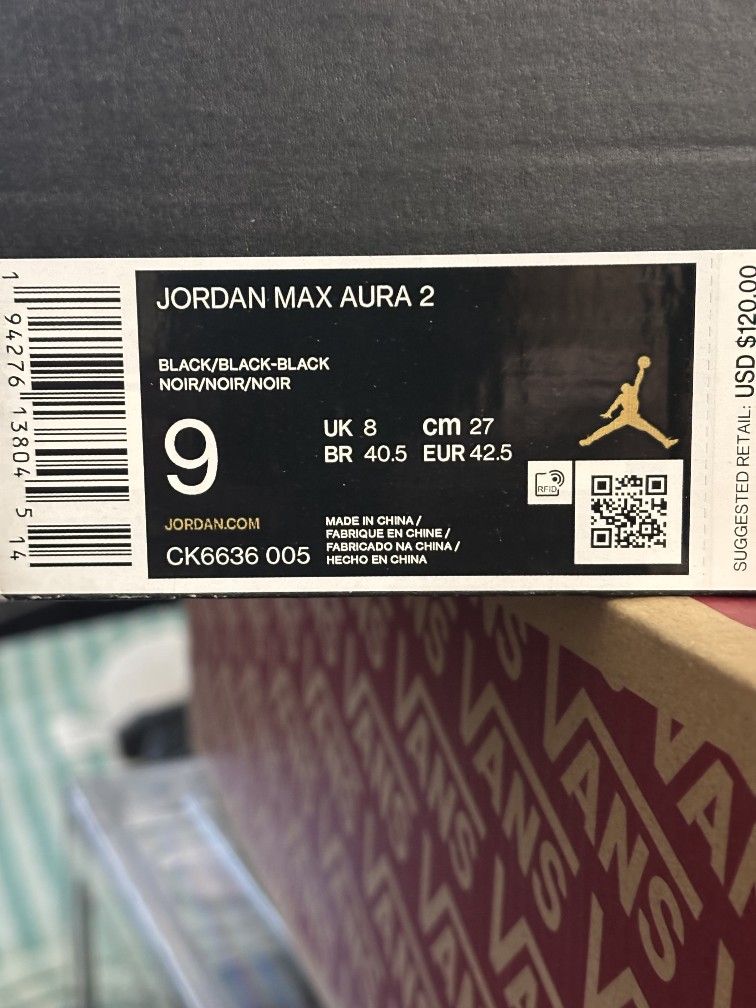 JORDAN MAX AURA 2
BLACK/BLACK-BLACK
NOIR/NOIR/NOIR
9
UK 8 cm 27
BR 40.5 EUR 42.5
RFID
JORDAN.COM
CK6636 005
MADE IN CHINA /
FABRIQUE EN CHINE /
FABRICADO NA CHINA /
HECHO EN CHINA
1 94276 13804 5 14
SUGGESTED RETAIL: USD $120.00
VANS
VANS
VANS
VANS
VANS